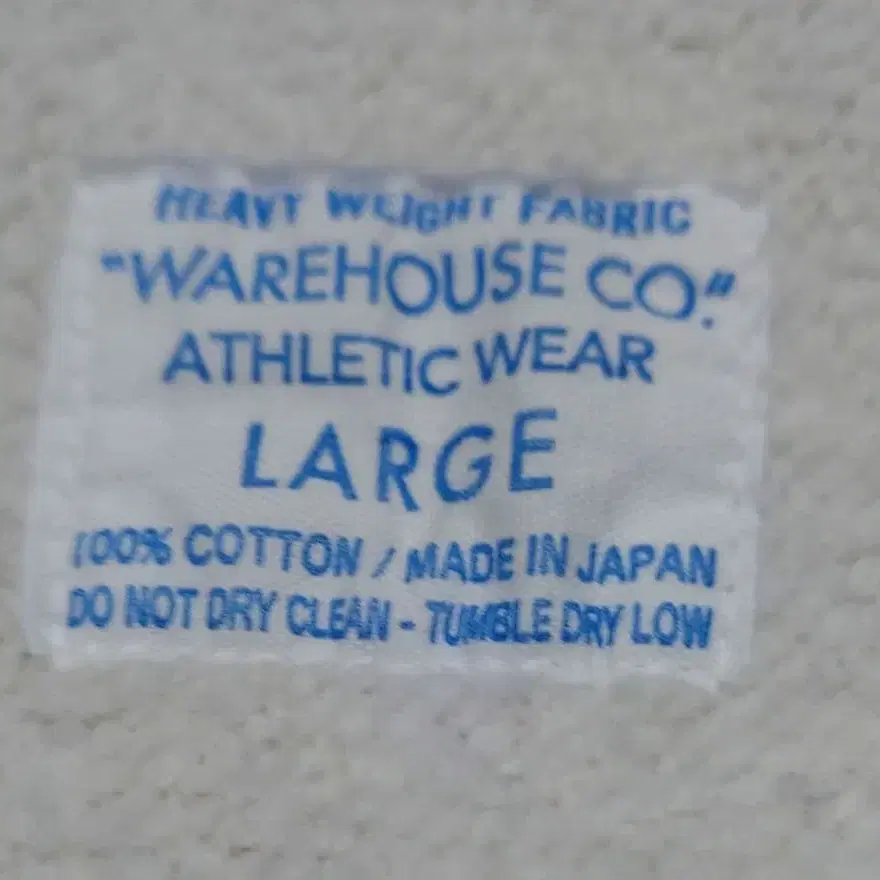 HEAVY WEIGHT FABRIC
"WAREHOUSE CO."
ATHLETIC WEAR
LARGE
100% COTTON / MADE IN JAPAN
DO NOT DRY CLEAN - TUMBLE DRY LOW